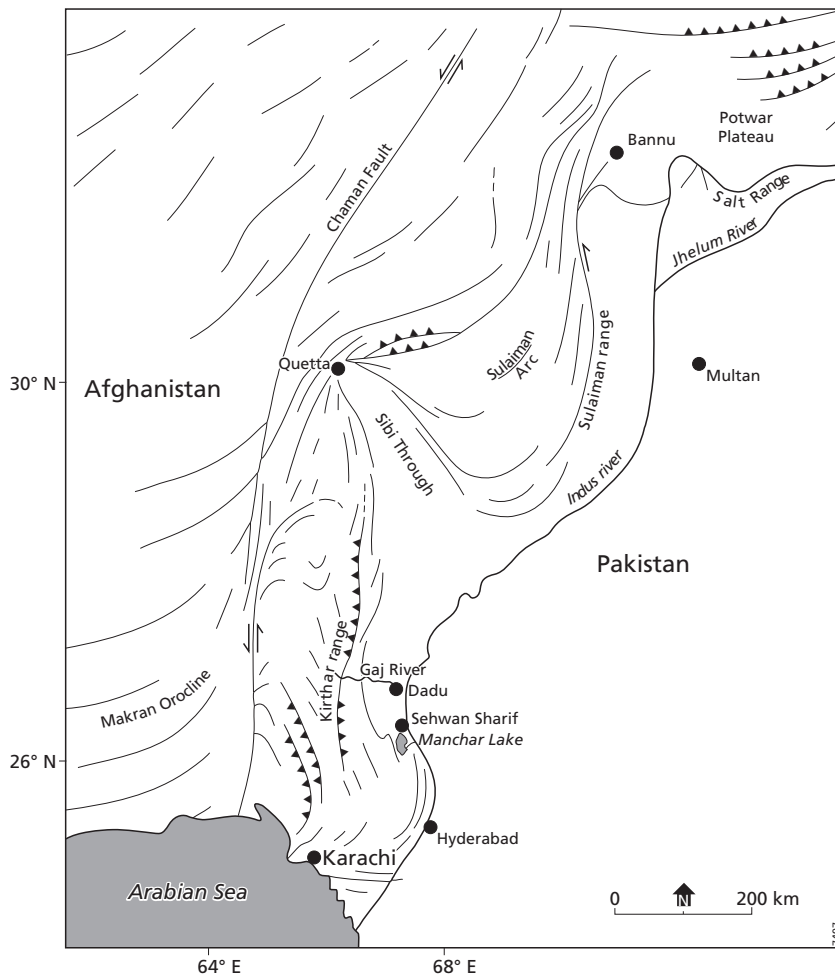 Potwar
Plateau
Bannu
Chaman Fault
Salt Range
Jhelum River
Quetta
Sulaiman
Arc
Sulaiman range
Multan
30° N
Afghanistan
Sibi Through
Indus river
Pakistan
Kirthar range
Gaj River
Dadu
Makran Orocline
Sehwan Sharif
Manchar Lake
26° N
Hyderabad
Karachi
Arabian Sea
0 N 200 km
64° E 68° E